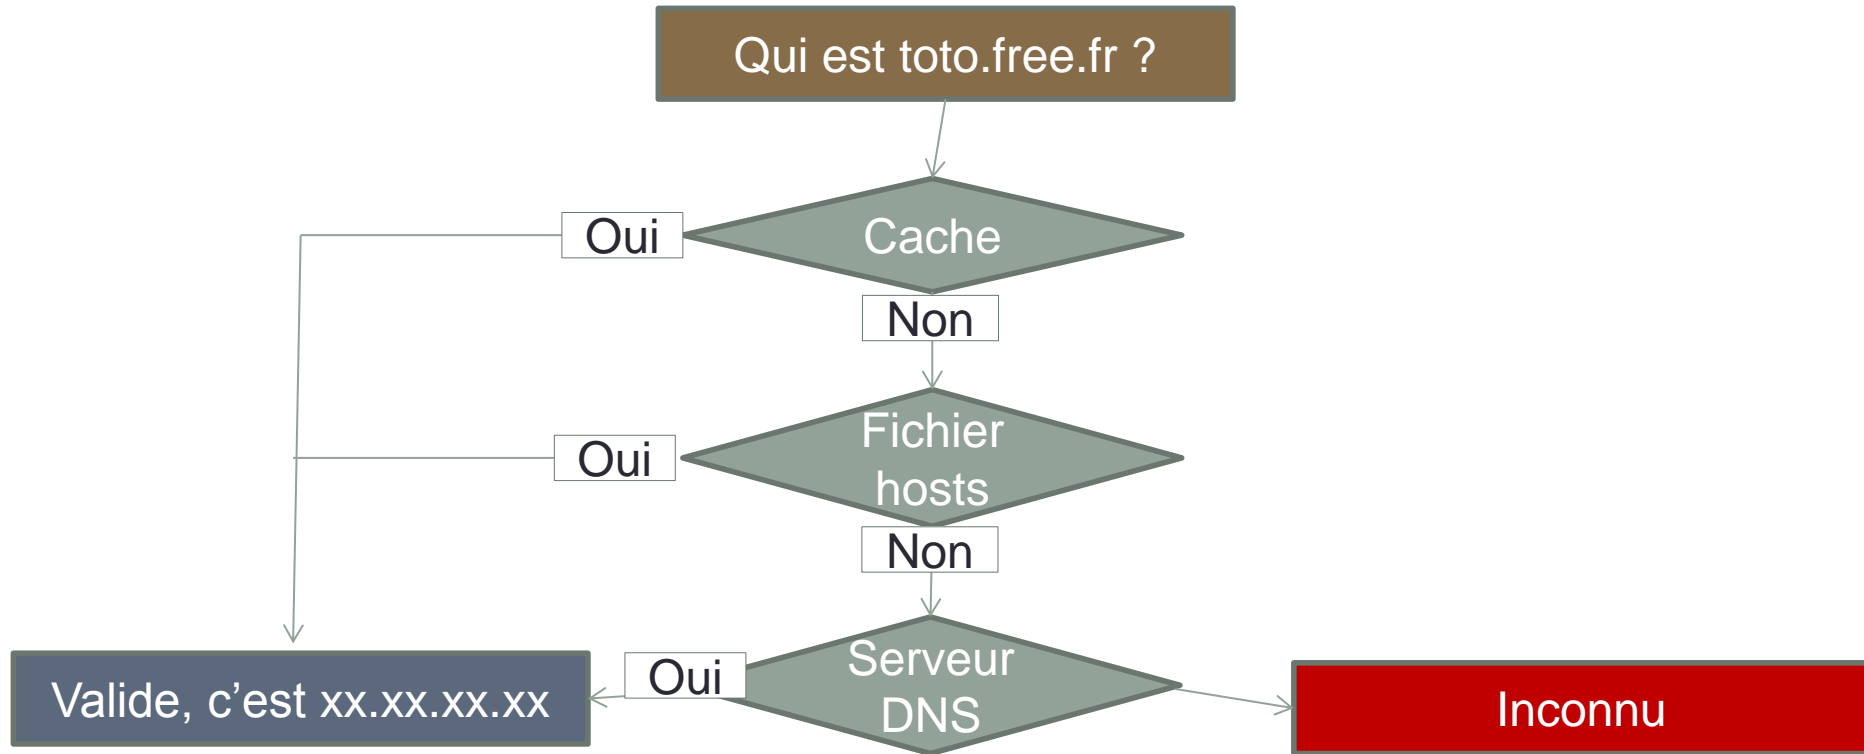 Qui est toto.free.fr ?
Oui
Cache
Non
Oui
Fichier
hosts
Non
Oui
Serveur
DNS
Valide, c’est xx.xx.xx.xx
Inconnu